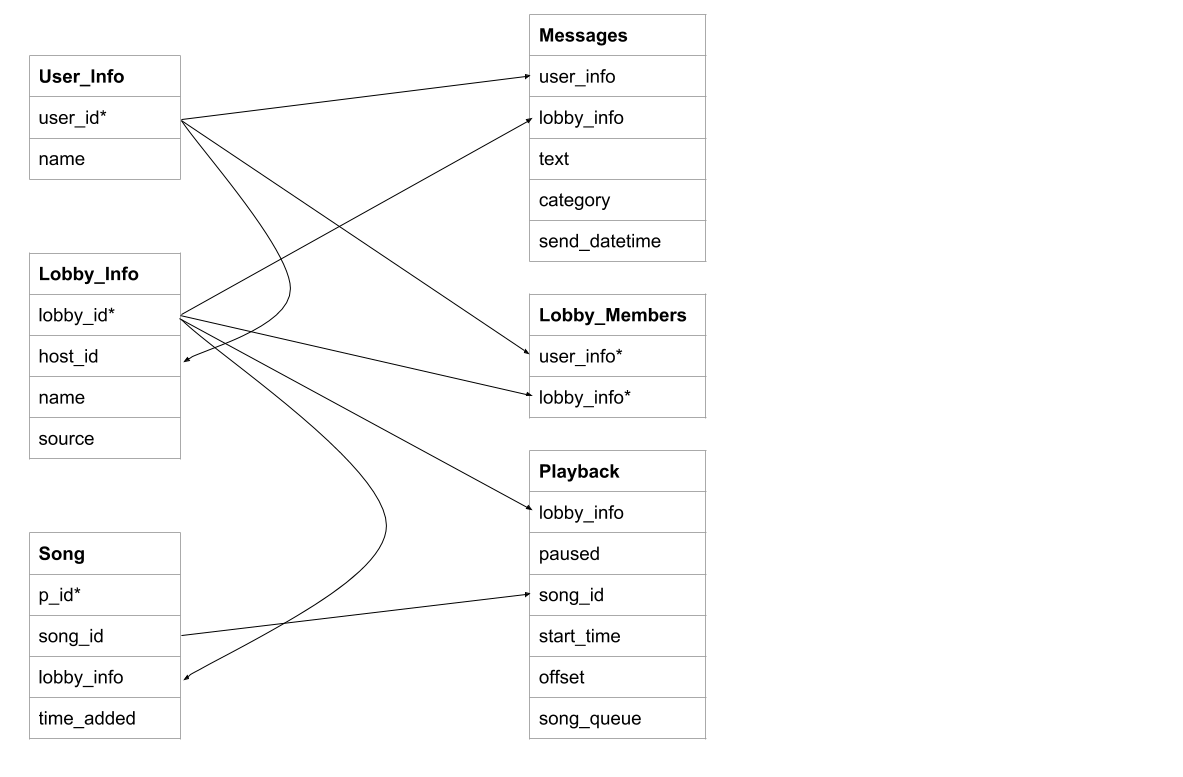 User_Info
user_id*
name
Lobby_Info
lobby_id*
host_id
name
source
Song
p_id*
song_id
lobby_info
time_added
Messages
user_info
lobby_info
text
category
send_datetime
Lobby_Members
user_info*
lobby_info*
Playback
lobby_info
paused
song_id
start_time
offset
song_queue